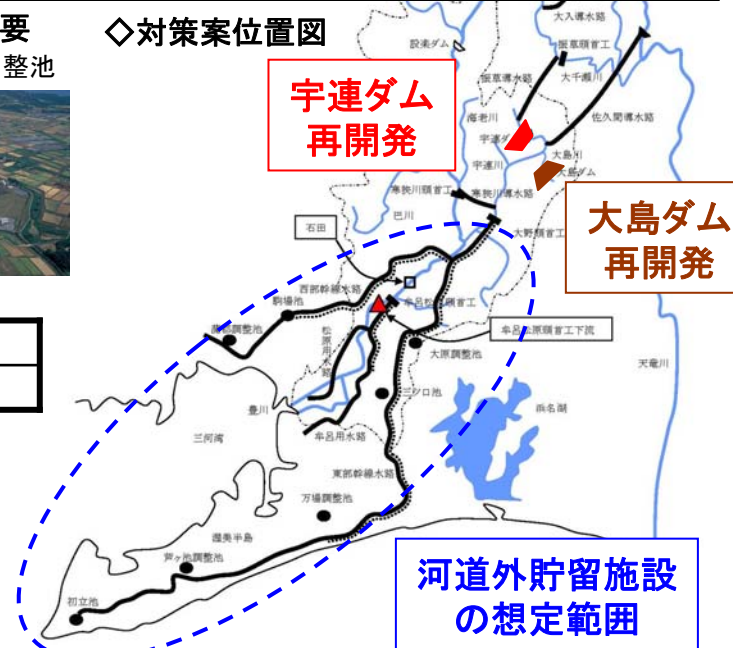 要
◇対策案位置図
整池
宇連ダム
再開発
大島ダム
再開発
河道外貯留施設
の想定範囲
設楽ダム
大入導水路
振草頭首工
振草導水路
大千瀬川
佐久間導水路
海老川
宇連ダ
宇連川
大島川
大島ダム
寒狭川頭首工
寒狭川導水路
巴川
大野頭首工
石田
西部幹線水路
駒場池
蒲郡調整池
牟呂松原頭首工
牟呂松原頭首工下流
松原用水路
大原調整池
三ツ口池
天竜川
豊川
浜名湖
三河湾
牟呂用水路
東部幹線水路
万場調整池
渥美半島
芦ヶ池調整池
初立池